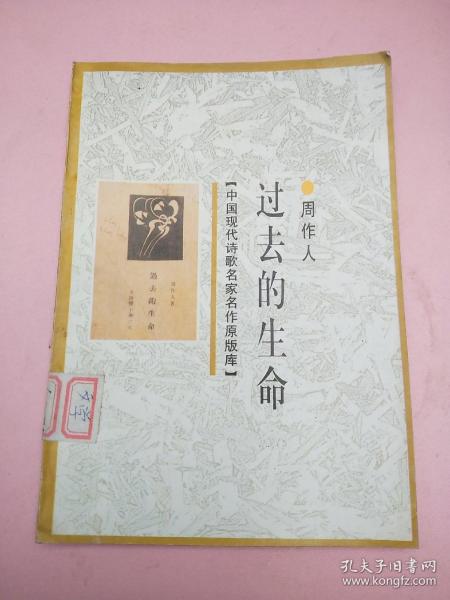 周作人
过去的生命
【中国现代诗歌名家名作原版库】
周作人著
過去的生命
文学
孔夫子旧书网
www.kongfz.com